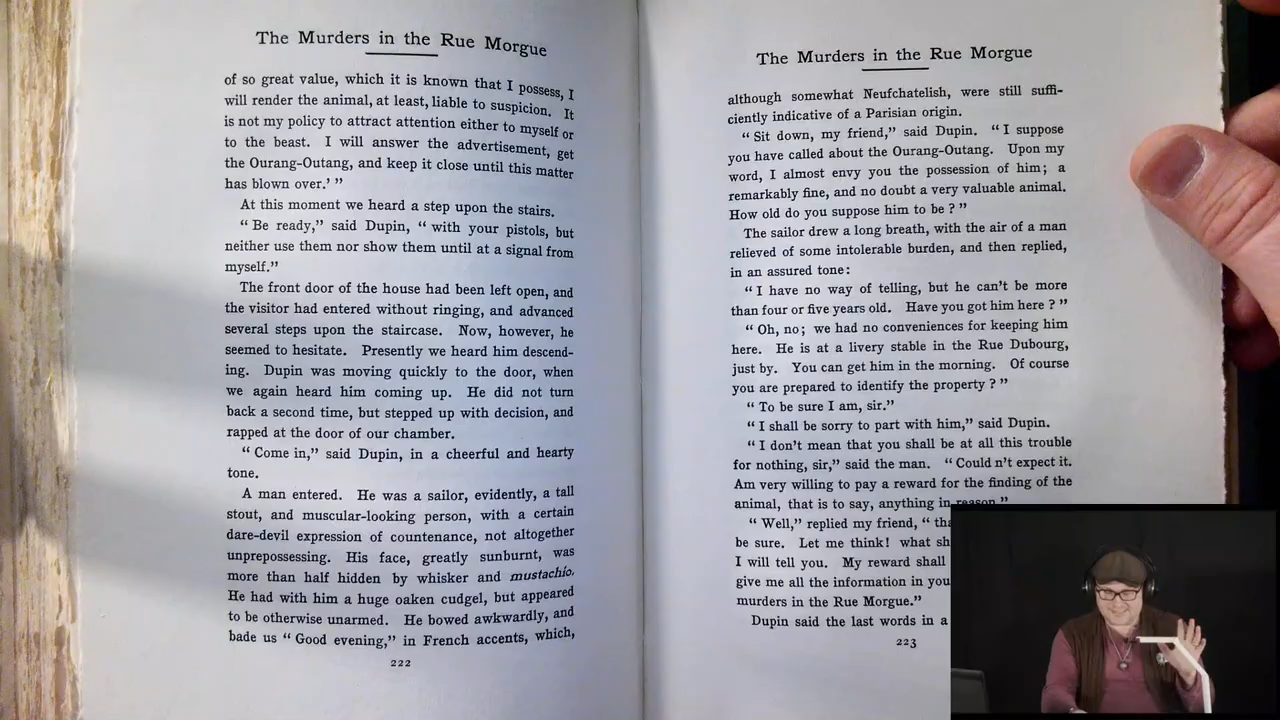 The Murders in the Rue Morgue
of so great value, which it is known that I possess, I
will render the animal, at least, liable to suspicion. It
is not my policy to attract attention either to myself or
to the beast. I will answer the advertisement, get
the Ourang-Outang, and keep it close until this matter
has blown over.' ”
At this moment we heard a step upon the stairs.
“ Be ready,” said Dupin, “ with your pistols, but
neither use them nor show them until at a signal from
myself.”
The front door of the house had been left open, and
the visitor had entered without ringing, and advanced
several steps upon the staircase. Now, however, he
seemed to hesitate. Presently we heard him descend-
ing. Dupin was moving quickly to the door, when
we again heard him coming up. He did not turn
back a second time, but stepped up with decision, and
rapped at the door of our chamber.
“ Come in,” said Dupin, in a cheerful and hearty
tone.
A man entered. He was a sailor, evidently, a tall
stout, and muscular-looking person, with a certain
dare-devil expression of countenance, not altogether
unprepossessing. His face, greatly sunburnt, was
more than half hidden by whisker and mustachio.
He had with him a huge oaken cudgel, but appeared
to be otherwise unarmed. He bowed awkwardly, and
bade us “ Good evening,” in French accents, which,
222
The Murders in the Rue Morgue
although somewhat Neufchatelish, were still suffi-
ciently indicative of a Parisian origin.
“ Sit down, my friend,” said Dupin. “ I suppose
you have called about the Ourang-Outang. Upon my
word, I almost envy you the possession of him; a
remarkably fine, and no doubt a very valuable animal.
How old do you suppose him to be ? ”
The sailor drew a long breath, with the air of a man
relieved of some intolerable burden, and then replied,
in an assured tone:
“ I have no way of telling, but he can't be more
than four or five years old. Have you got him here ? ”
“ Oh, no; we had no conveniences for keeping him
here. He is at a livery stable in the Rue Dubourg,
just by. You can get him in the morning. Of course
you are prepared to identify the property ? ”
“ To be sure I am, sir.”
“ I shall be sorry to part with him,” said Dupin.
“ I don't mean that you shall be at all this trouble
for nothing, sir,” said the man. “ Could n't expect it.
Am very willing to pay a reward for the finding of the
animal, that is to say, anything in reason.”
“ Well,” replied my friend, “
be sure. Let me think! what
I will tell you. My reward shall
give me all the information in
murders in the Rue Morgue.”
Dupin said the last words in a
223